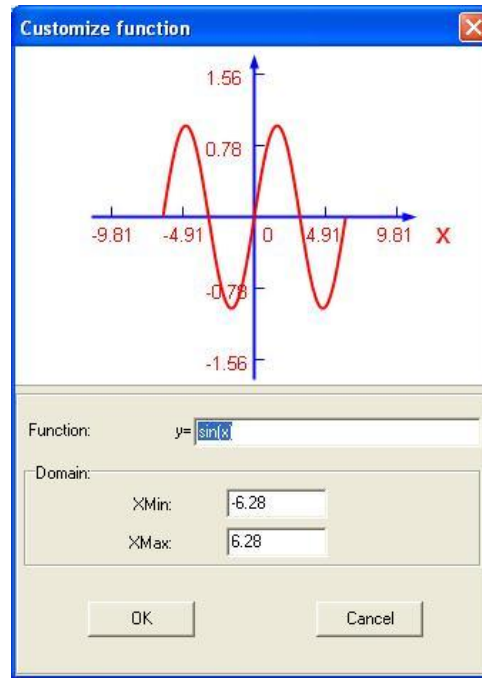 Customize function
1.56
0.78
-9.81 -4.91 0 4.91 9.81 X
-0.78
-1.56
Function: y= sin(x)
Domain:
XMin: -6.28
XMax: 6.28
OK Cancel